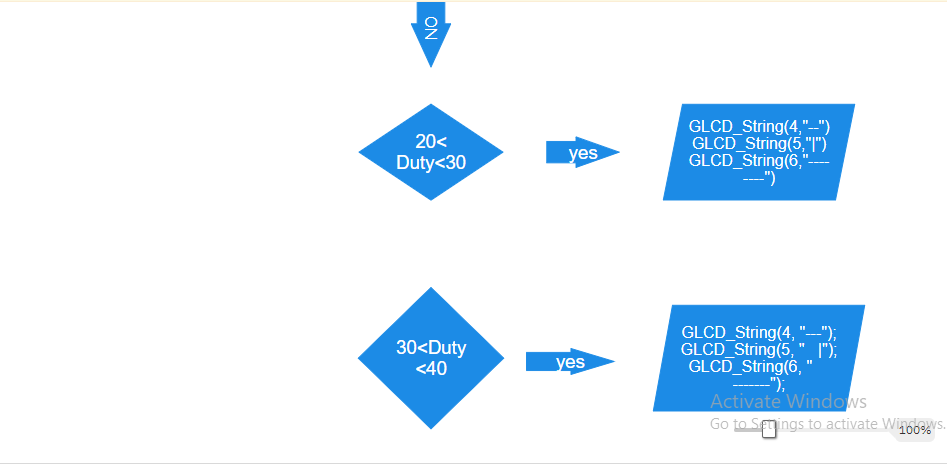 NO
20<
Duty<30
yes
GLCD_String(4,"--")
GLCD_String(5,"|")
GLCD_String(6,"----
----")
30<Duty
<40
yes
GLCD_String(4, "---");
GLCD_String(5, "   |");
GLCD_String(6, "
-------");
Activate Windows
Go to Settings to activate Windows.
100%